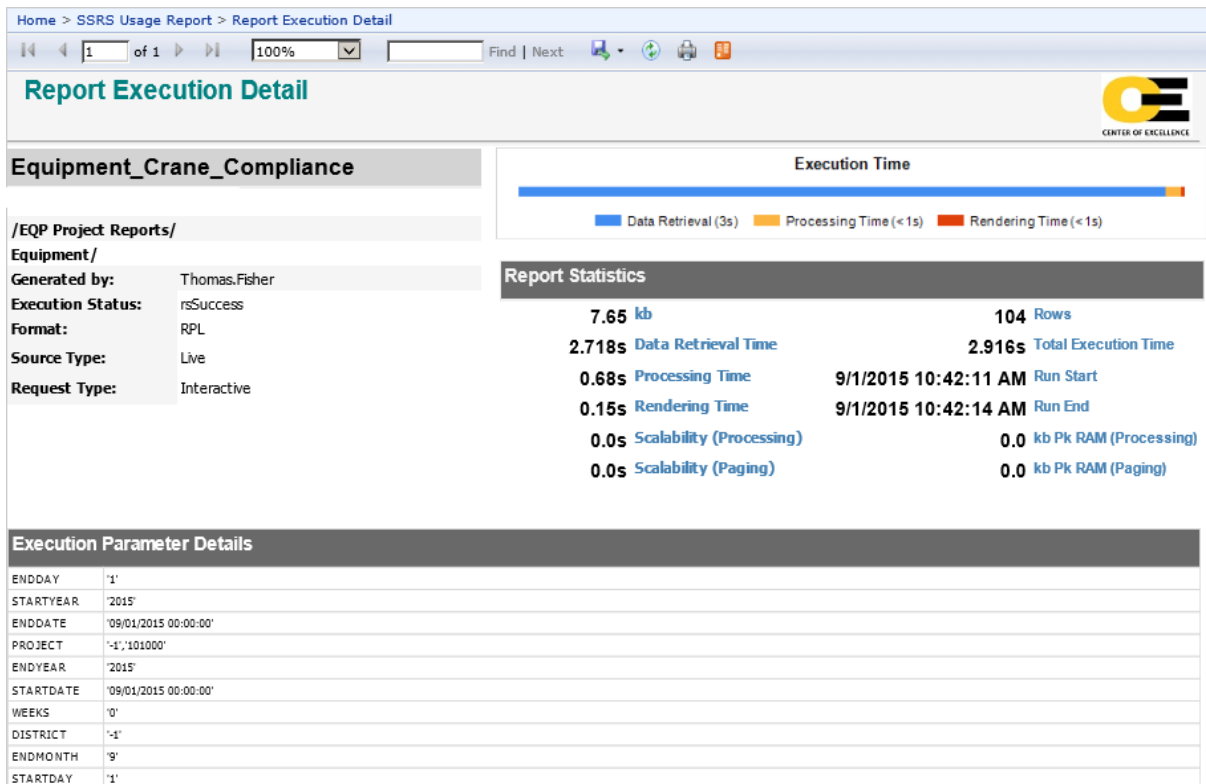 Home > SSRS Usage Report > Report Execution Detail
1 of 1 100% Find | Next
Report Execution Detail
CENTER OF EXCELLENCE
Equipment_Crane_Compliance
Execution Time
Data Retrieval (3s) Processing Time (<1s) Rendering Time (<1s)
/EQP Project Reports/
Equipment/
Generated by: Thomas.Fisher
Execution Status: rsSuccess
Format: RPL
Source Type: Live
Request Type: Interactive
Report Statistics
7.65 kb 104 Rows
2.718s Data Retrieval Time 2.916s Total Execution Time
0.68s Processing Time 9/1/2015 10:42:11 AM Run Start
0.15s Rendering Time 9/1/2015 10:42:14 AM Run End
0.0s Scalability (Processing) 0.0 kb Pk RAM (Processing)
0.0s Scalability (Paging) 0.0 kb Pk RAM (Paging)
Execution Parameter Details
ENDDAY '1'
STARTYEAR '2015'
ENDDATE '09/01/2015 00:00:00'
PROJECT '-1','101000'
ENDYEAR '2015'
STARTDATE '09/01/2015 00:00:00'
WEEKS '0'
DISTRICT '-1'
ENDMONTH '9'
STARTDAY '1'